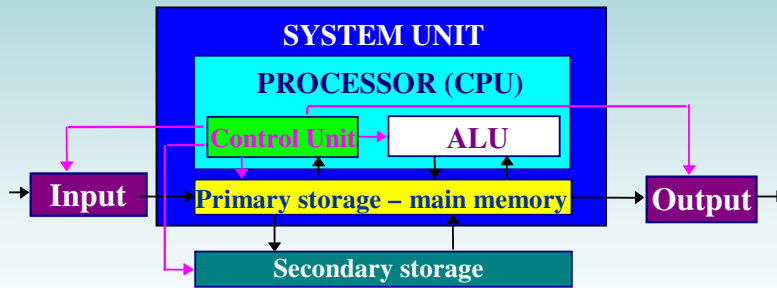 SYSTEM UNIT
PROCESSOR (CPU)
Control Unit
ALU
Input
Primary storage – main memory
Output
Secondary storage